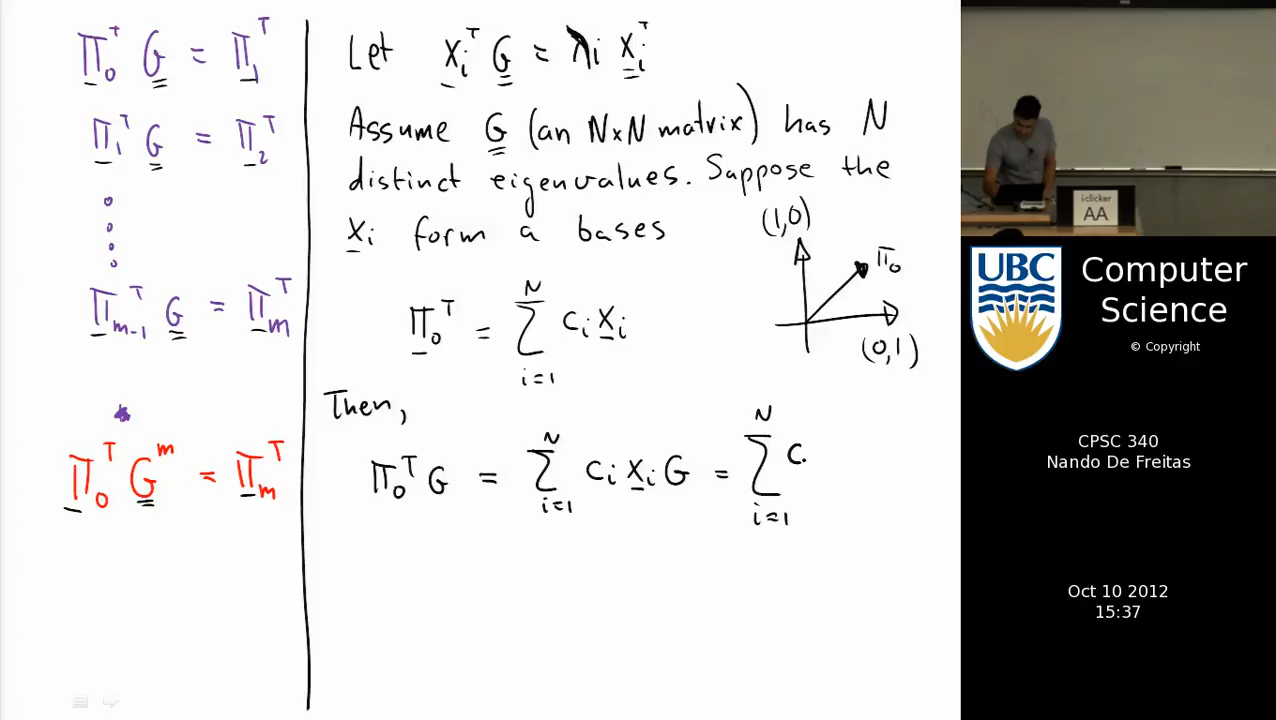 π₀ᵀ G = π₁ᵀ
π₁ᵀ G = π₂ᵀ
πₘ₋₁ᵀ G = πₘᵀ
π₀ᵀ Gᵐ = πₘᵀ
Let xᵢᵀ G = λᵢ xᵢᵀ
Assume G (an N×N matrix) has N
distinct eigenvalues. Suppose the
xᵢ form a bases
(1,0)
π₀
(0,1)
π₀ᵀ = Σᵢ₌₁ᴺ cᵢ xᵢ
Then,
π₀ᵀ G = Σᵢ₌₁ᴺ cᵢ xᵢ G = Σᵢ₌₁ᴺ c.
i>clicker
AA
UBC
Computer
Science
© Copyright
CPSC 340
Nando De Freitas
Oct 10 2012
15:37